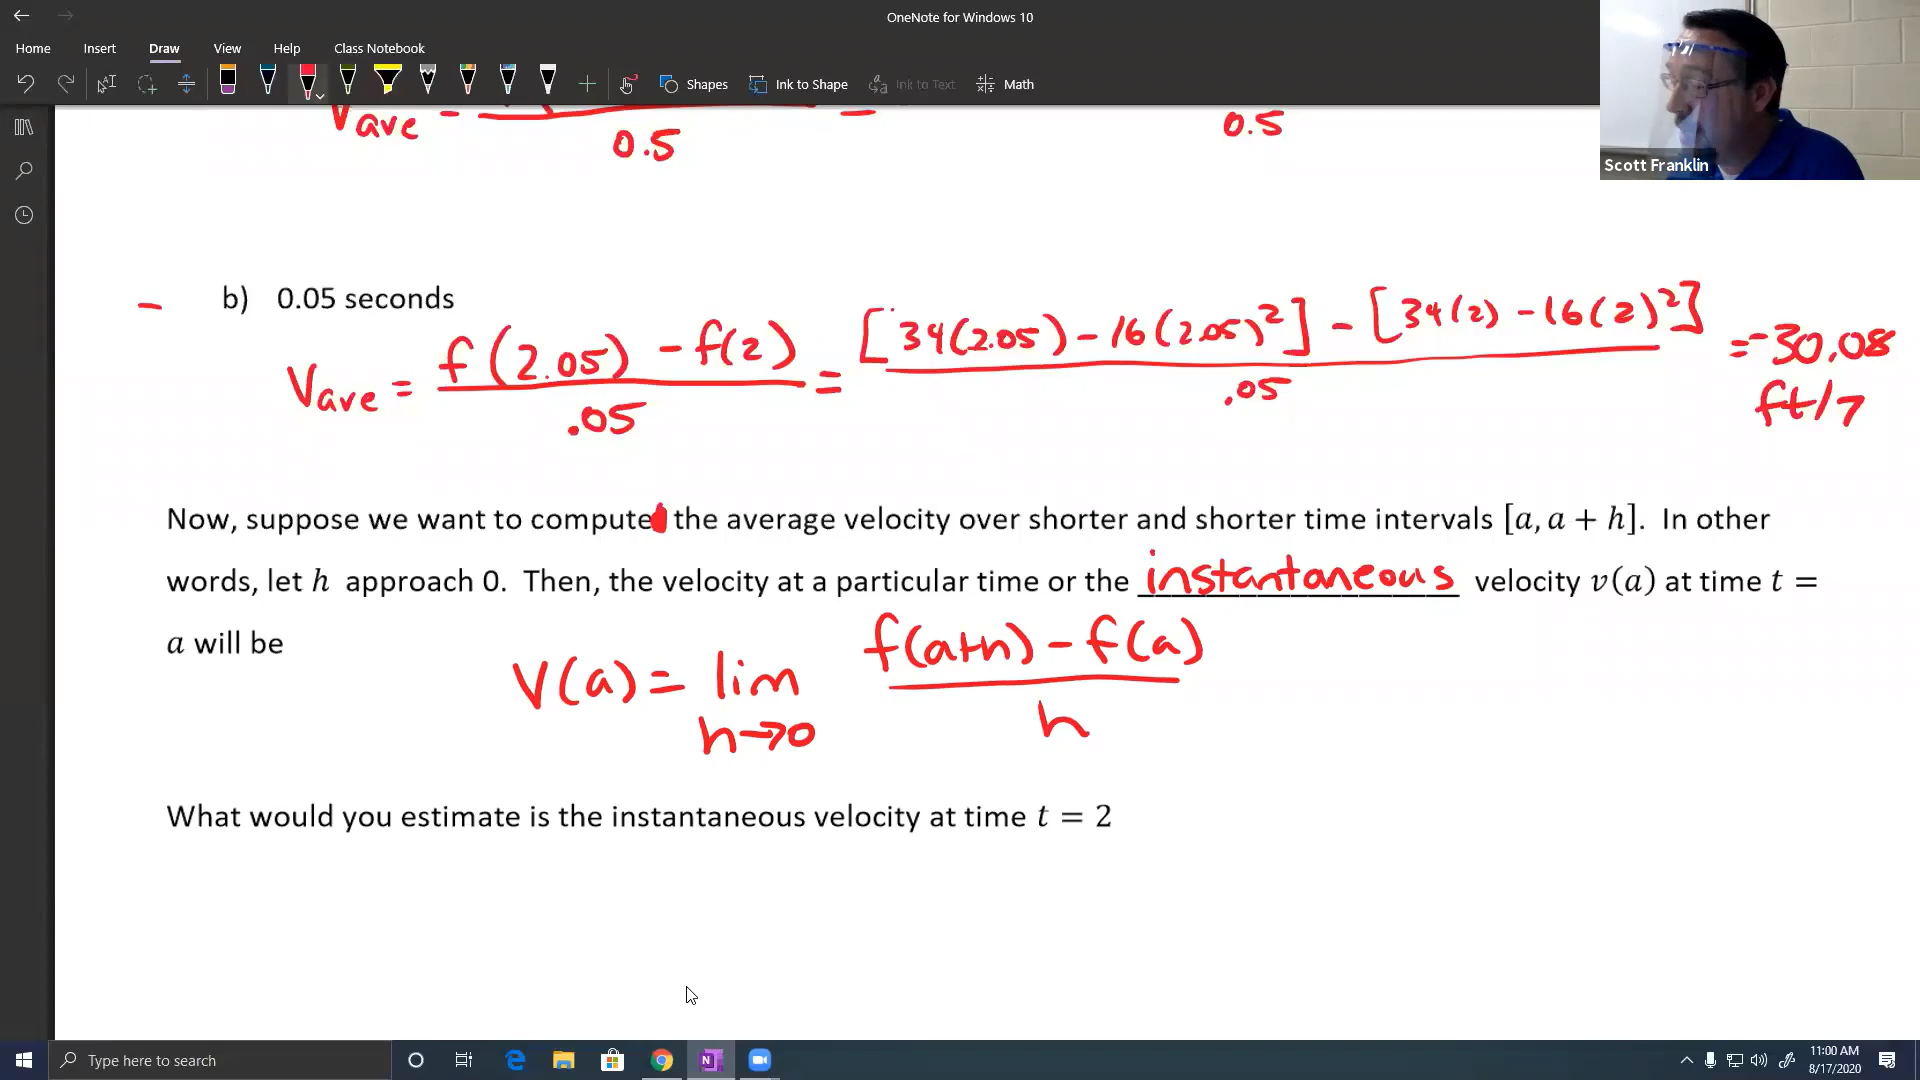 OneNote for Windows 10
Home Insert Draw View Help Class Notebook
Shapes Ink to Shape Ink to Text Math
Scott Franklin
Vave = / 0.5 = 0.5
b) 0.05 seconds
Vave = f(2.05) - f(2) / .05 = [34(2.05) - 16(2.05)²] - [34(2) - 16(2)²] / .05 = -30.08
ft/
Now, suppose we want to compute the average velocity over shorter and shorter time intervals [a, a + h]. In other
words, let h approach 0. Then, the velocity at a particular time or the instantaneous velocity v(a) at time t =
a will be
V(a) = lim h→0 f(a+h) - f(a) / h
What would you estimate is the instantaneous velocity at time t = 2
Type here to search
11:00 AM
8/17/2020